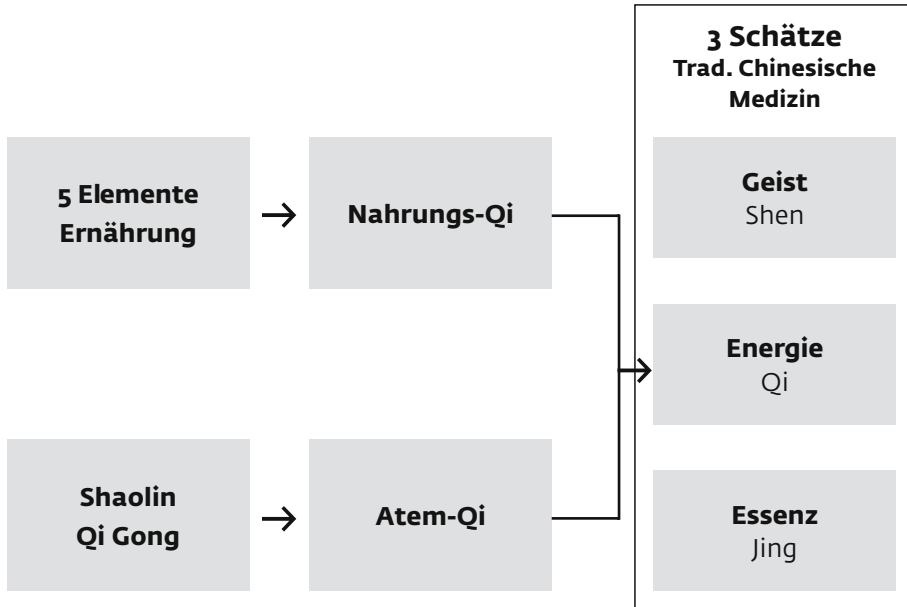 3 Schätze
Trad. Chinesische
Medizin
5 Elemente
Ernährung
Nahrungs-Qi
Geist
Shen
Energie
Qi
Shaolin
Qi Gong
Atem-Qi
Essenz
Jing